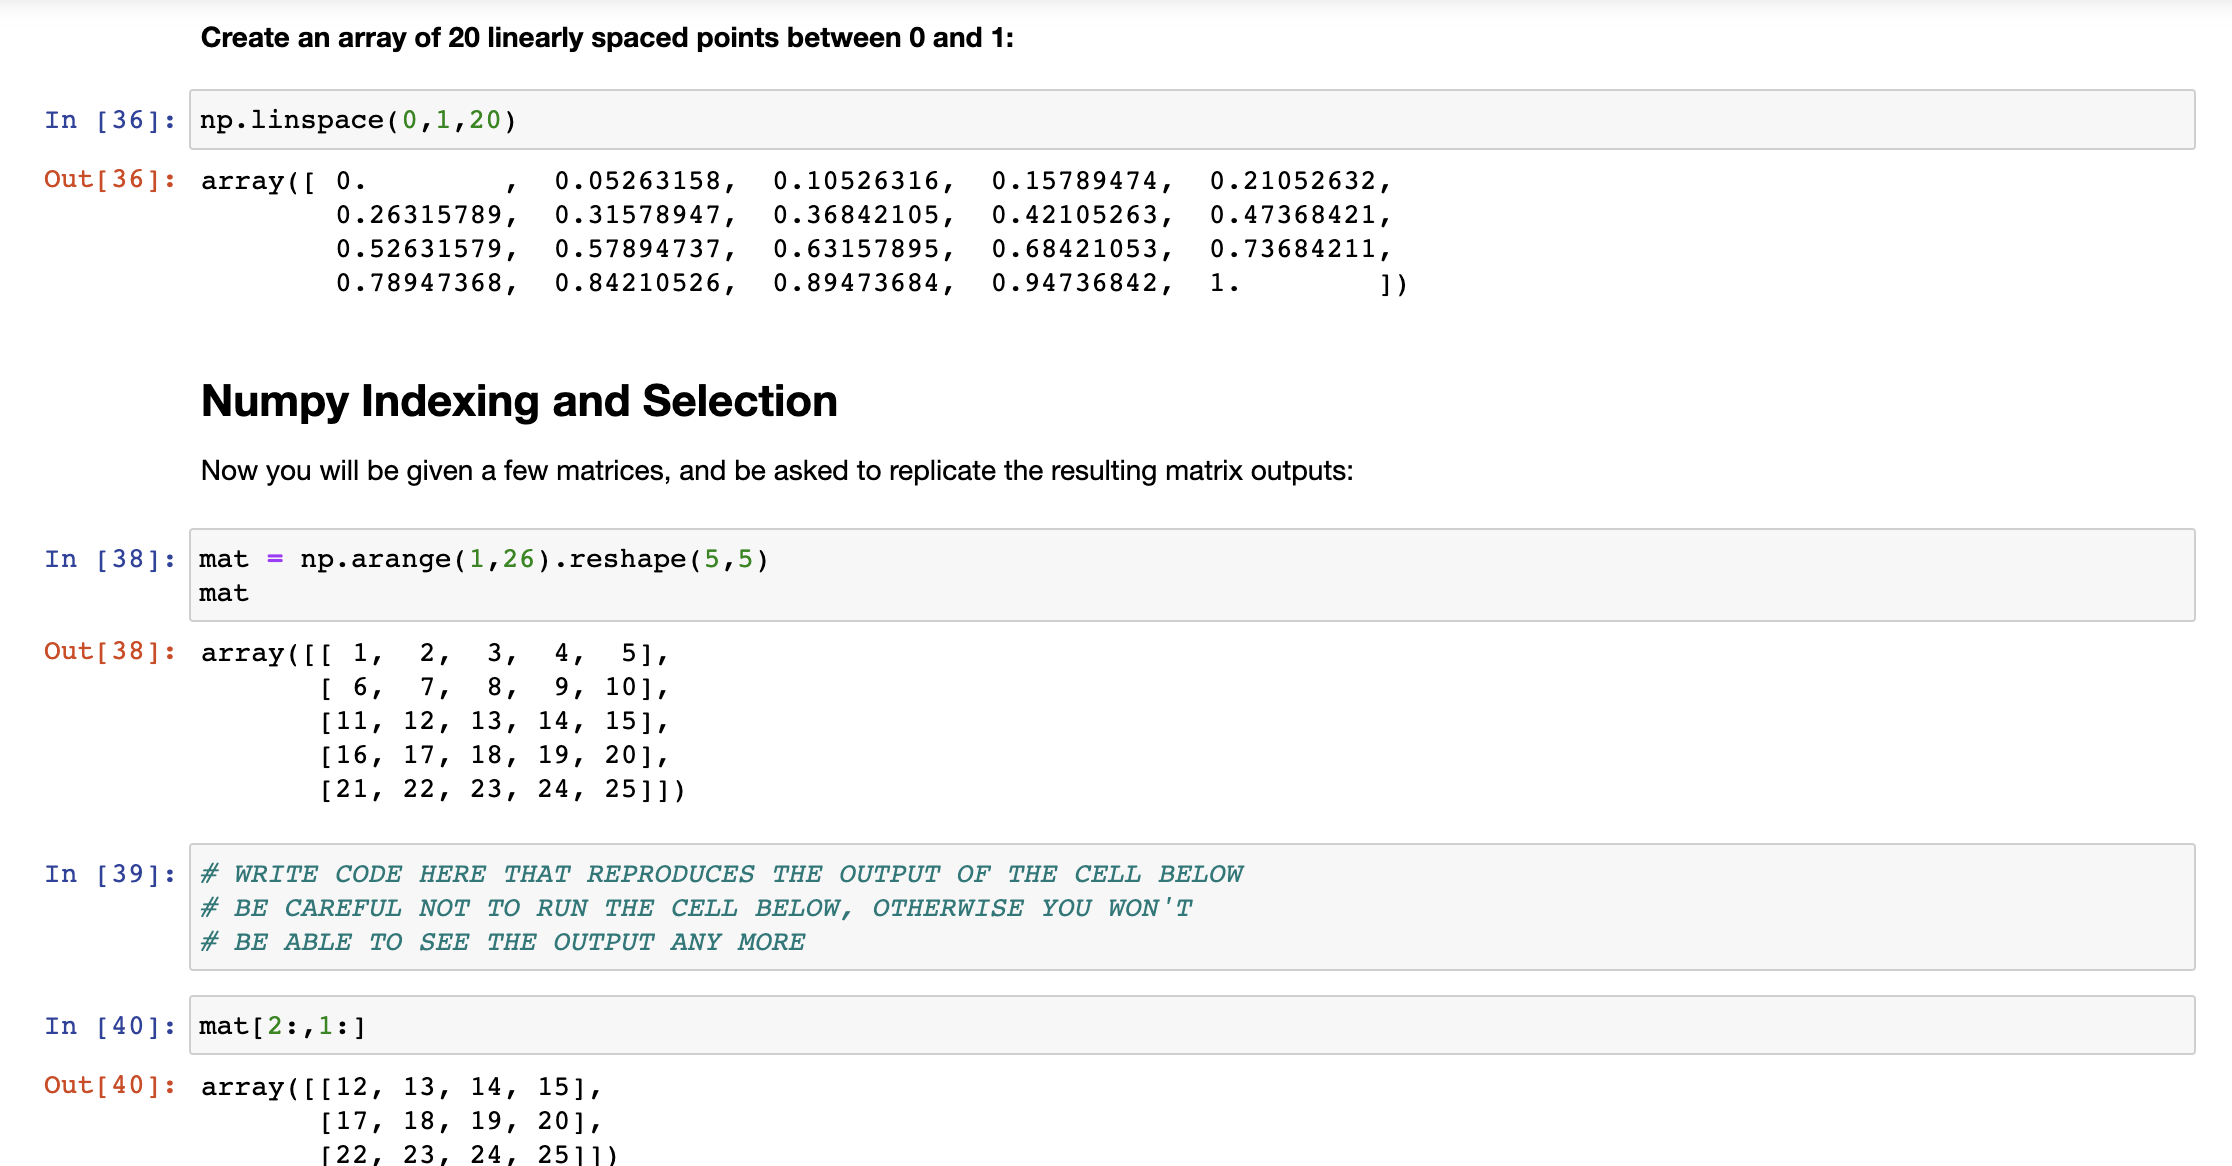 Create an array of 20 linearly spaced points between 0 and 1:
In [36]: np.linspace(0,1,20)
Out[36]: array([ 0.        ,  0.05263158,  0.10526316,  0.15789474,  0.21052632,
        0.26315789,  0.31578947,  0.36842105,  0.42105263,  0.47368421,
        0.52631579,  0.57894737,  0.63157895,  0.68421053,  0.73684211,
        0.78947368,  0.84210526,  0.89473684,  0.94736842,  1.        ])
Numpy Indexing and Selection
Now you will be given a few matrices, and be asked to replicate the resulting matrix outputs:
In [38]: mat = np.arange(1,26).reshape(5,5)
mat
Out[38]: array([[ 1,  2,  3,  4,  5],
       [ 6,  7,  8,  9, 10],
       [11, 12, 13, 14, 15],
       [16, 17, 18, 19, 20],
       [21, 22, 23, 24, 25]])
In [39]: # WRITE CODE HERE THAT REPRODUCES THE OUTPUT OF THE CELL BELOW
# BE CAREFUL NOT TO RUN THE CELL BELOW, OTHERWISE YOU WON'T
# BE ABLE TO SEE THE OUTPUT ANY MORE
In [40]: mat[2:,1:]
Out[40]: array([[12, 13, 14, 15],
       [17, 18, 19, 20],
       [22, 23, 24, 25]])